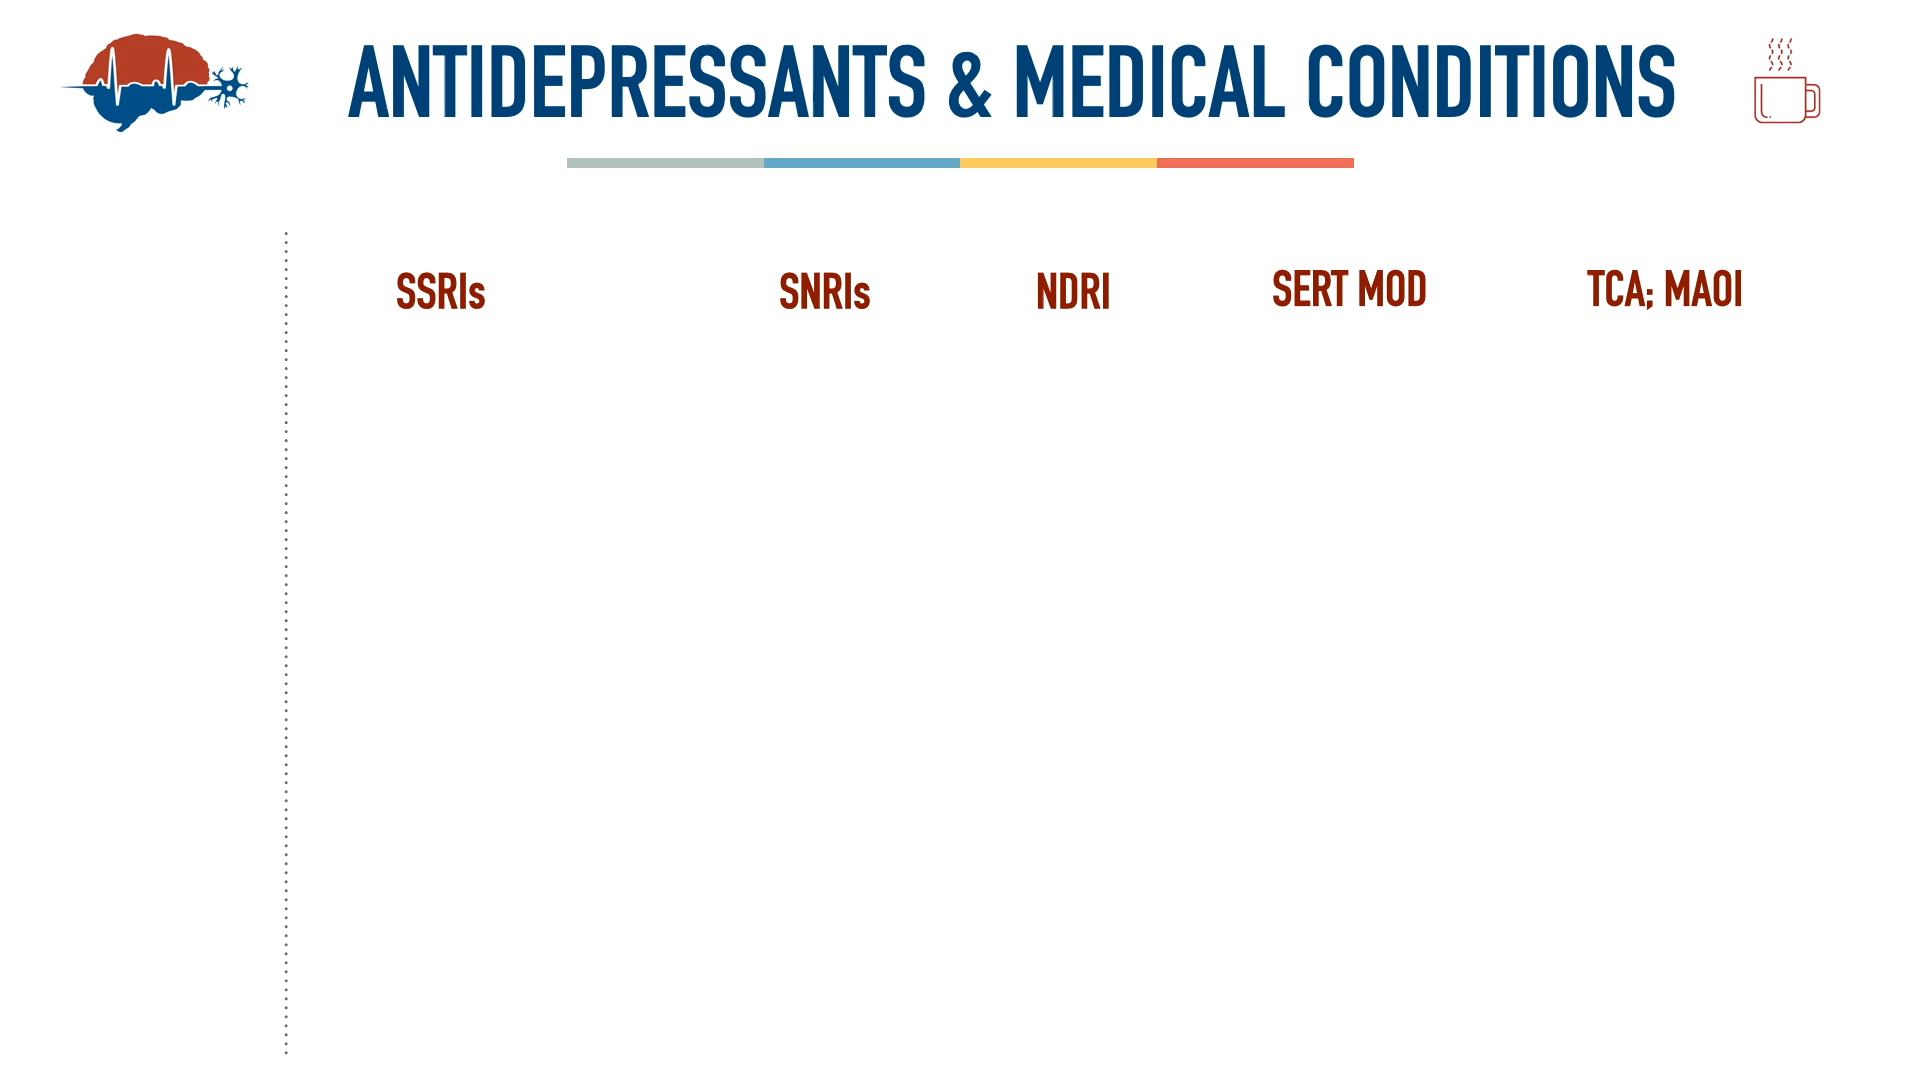 ANTIDEPRESSANTS & MEDICAL CONDITIONS
SSRIs SNRIs NDRI SERT MOD TCA; MAOI